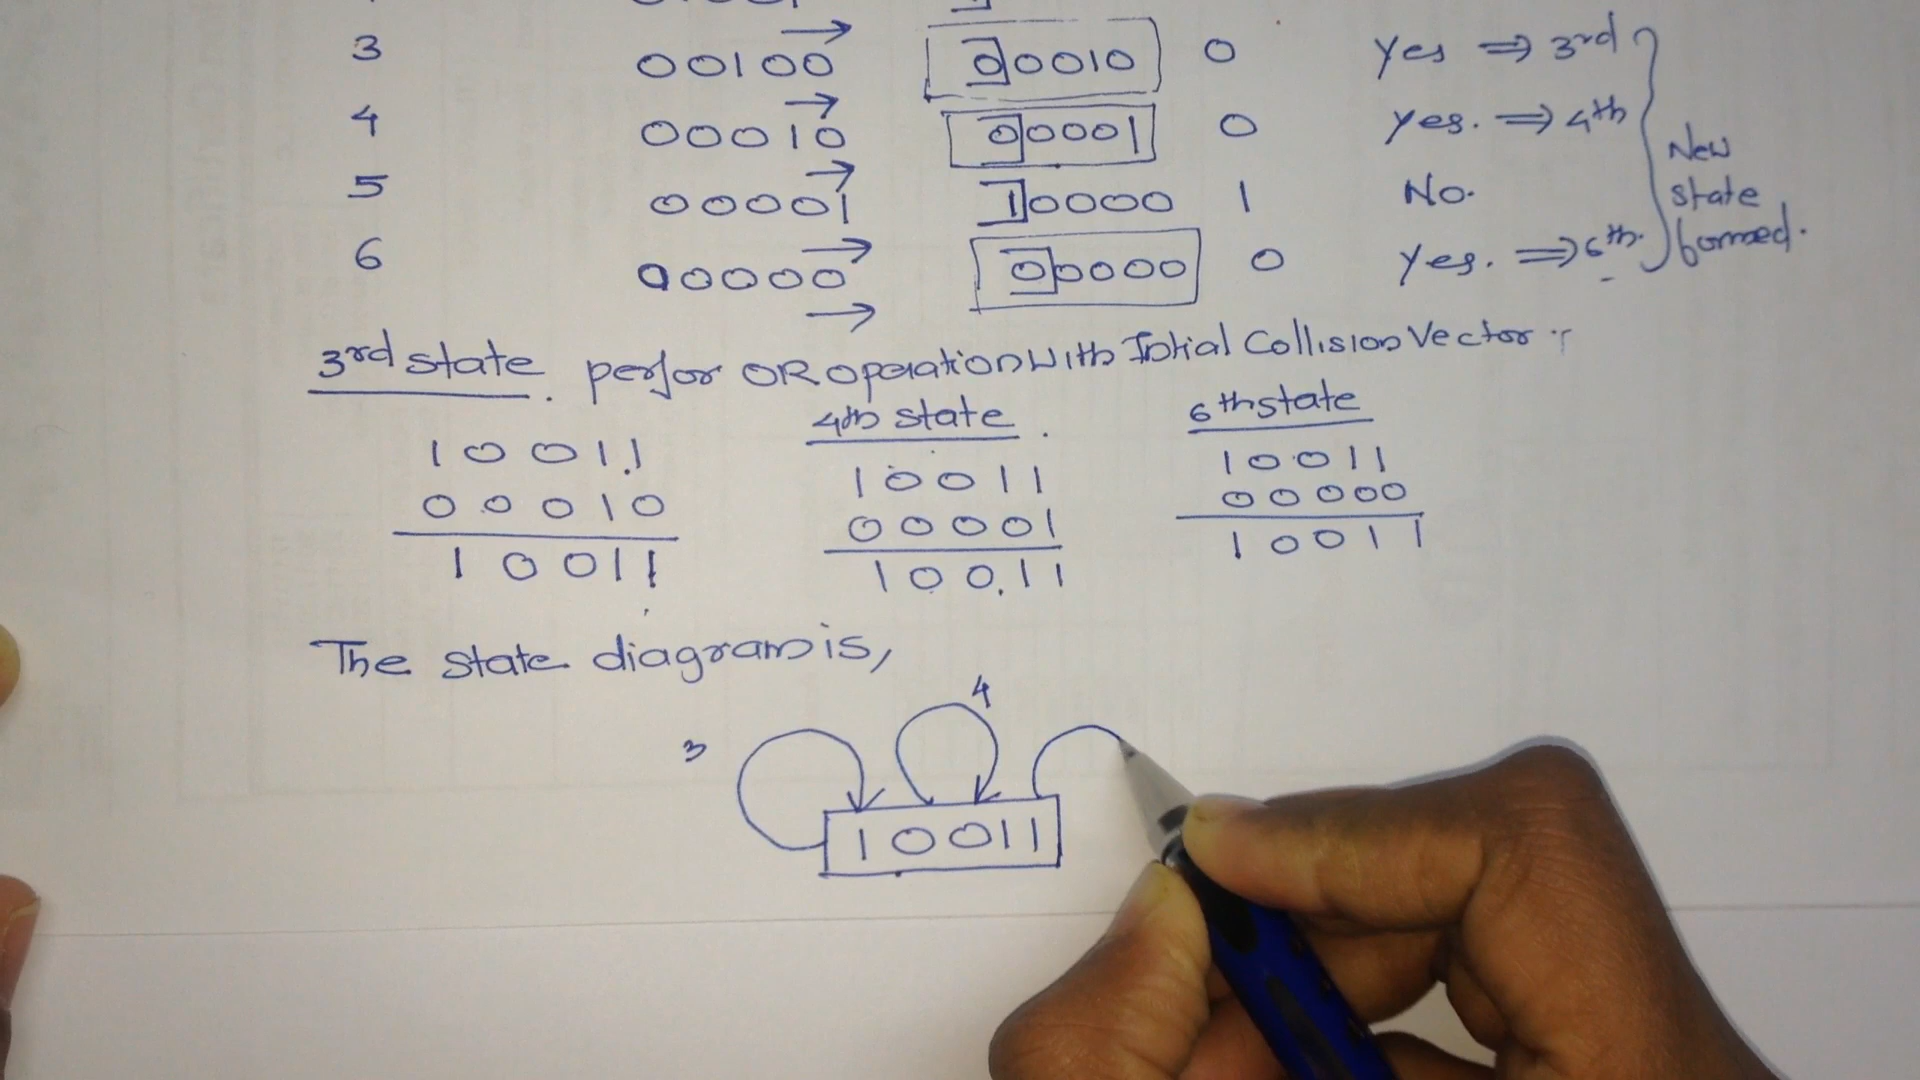 3 00100 00010 0 Yes ⇒ 3rd
4 00010 00001 0 Yes. ⇒ 4th
5 00001 10000 1 No.
6 00000 00000 0 Yes. ⇒ 6th.
New
state
formed.
3rd state. perfor OR operation with Initial Collision Vector
4th state. 6th state
10011 10011 10011
00010 00001 00000
10011 10011 10011
The state diagram is,
4
3
10011